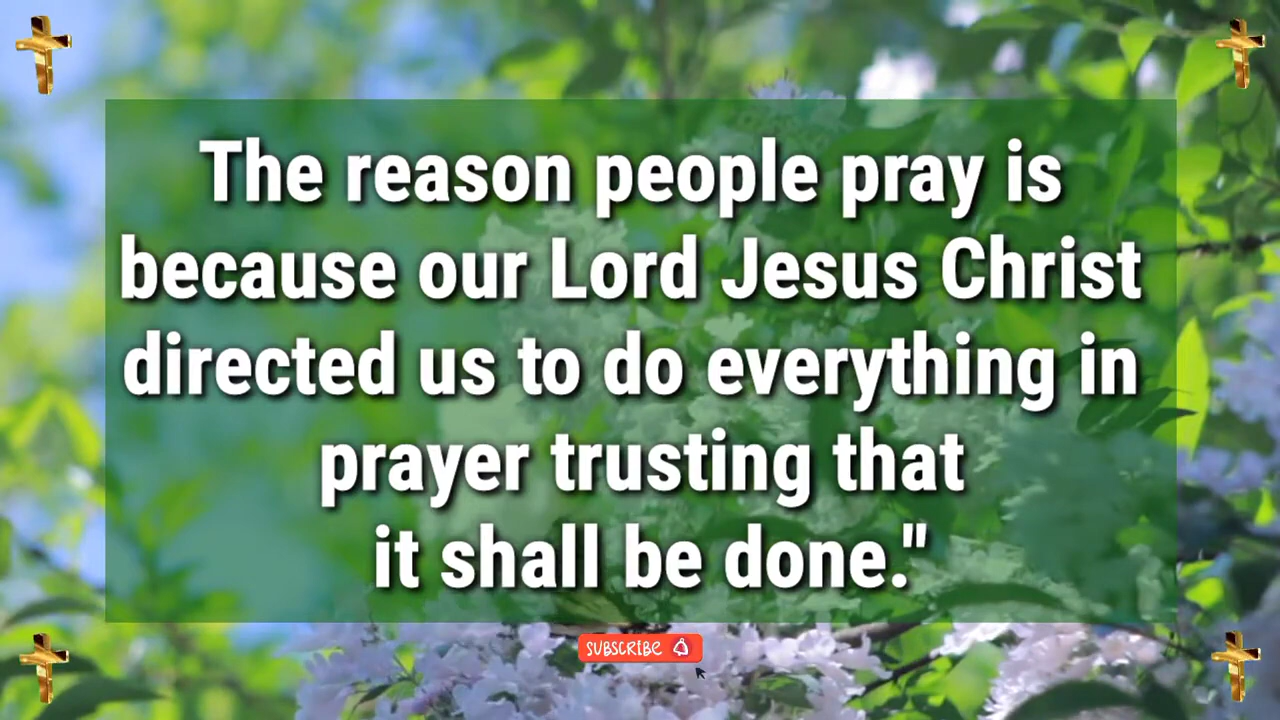 The reason people pray is
because our Lord Jesus Christ
directed us to do everything in
prayer trusting that
it shall be done."
SUBSCRIBE